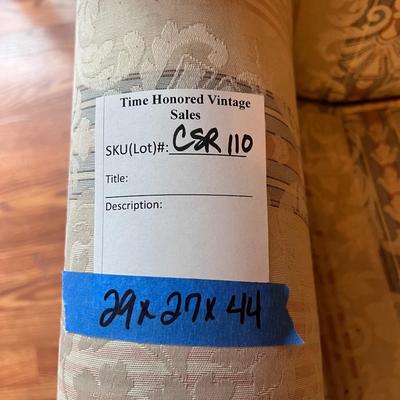 Time Honored Vintage
Sales
SKU(Lot)#: CSR 110
Title:
Description:
29x27x44